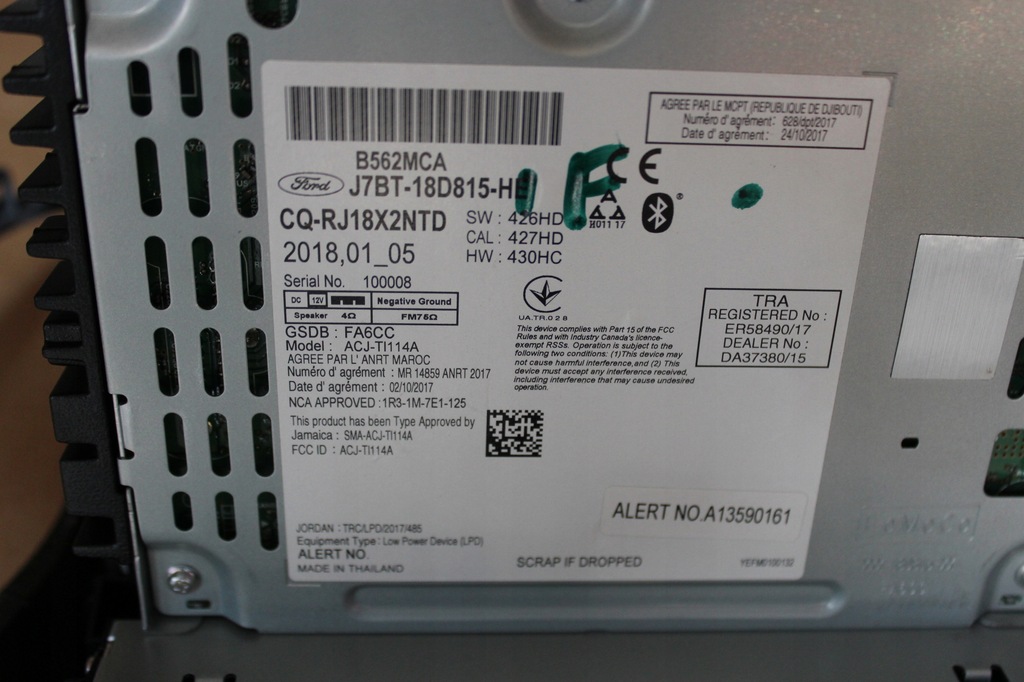 AGREE PAR LE MCPT (REPUBLIQUE DE DJIBOUTI)
Numéro d'agrément: 628/dpt/2017
Date d'agrément: 24/10/2017
B562MCA
Ford J7BT-18D815-H
CE
CQ-RJ18X2NTD
SW : 426HD
CAL : 427HD
HW : 430HC
H011 17
2018,01_05
Serial No. 100008
DC 12V Negative Ground
Speaker 4Ω FM75Ω
UA.TR.028
TRA
REGISTERED No :
ER58490/17
DEALER No :
DA37380/15
GSDB : FA6CC
Model : ACJ-TI114A
AGREE PAR L' ANRT MAROC
Numéro d' agrément : MR 14859 ANRT 2017
Date d' agrément : 02/10/2017
NCA APPROVED : 1R3-1M-7E1-125
This product has been Type Approved by
Jamaica : SMA-ACJ-TI114A
FCC ID : ACJ-TI114A
This device complies with Part 15 of the FCC
Rules and with Industry Canada's licence-
exempt RSSs. Operation is subject to the
following two conditions: (1)This device may
not cause harmful interference,and (2) This
device must accept any interference received,
including interference that may cause undesired
operation.
ALERT NO.A13590161
JORDAN : TRC/LPD/2017/485
Equipment Type : Low Power Device (LPD)
ALERT NO.
MADE IN THAILAND
SCRAP IF DROPPED
YEFM0100132